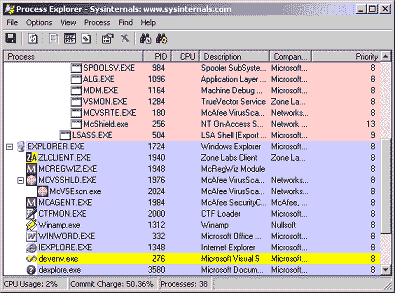 Process Explorer - Sysinternals: www.sysinternals.com
File Options View Process Find Help
Process PID CPU Description Compan... Priority
SPOOLSV.EXE 984 Spooler SubSyste... Microsoft... 8
ALG.EXE 1096 Application Layer ... Microsoft... 8
MDM.EXE 1164 Machine Debug ... Microsoft... 8
VSMON.EXE 1284 TrueVector Service Zone La... 8
MCVSRTE.EXE 180 McAfee VirusSca... Networks... 8
McShield.exe 256 NT On-Access S... Network... 13
LSASS.EXE 504 LSA Shell (Export ... Microsoft... 9
EXPLORER.EXE 1724 Windows Explorer Microsoft... 8
ZLCLIENT.EXE 1940 Zone Labs Client Zone La... 8
MCREGWIZ.EXE 1948 McRegWiz Module 8
MCVSSHLD.EXE 1976 McAfee VirusSca... Networks... 8
McVSEscn.exe 2024 McAfee VirusSca... Networks... 8
MCAGENT.EXE 1984 McAfee SecurityC... McAfee, ... 8
CTFMON.EXE 2000 CTF Loader Microsoft... 8
Winamp.exe 1312 Winamp Nullsoft 8
WINWORD.EXE 332 Microsoft Office ... Microsoft... 8
IEXPLORE.EXE 1348 Internet Explorer Microsoft... 8
devenv.exe 276 Microsoft Visual S Microsoft... 8
dexplore.exe 3580 Microsoft Docum... Microsoft... 8
CPU Usage: 2% Commit Charge: 50.36% Processes: 38